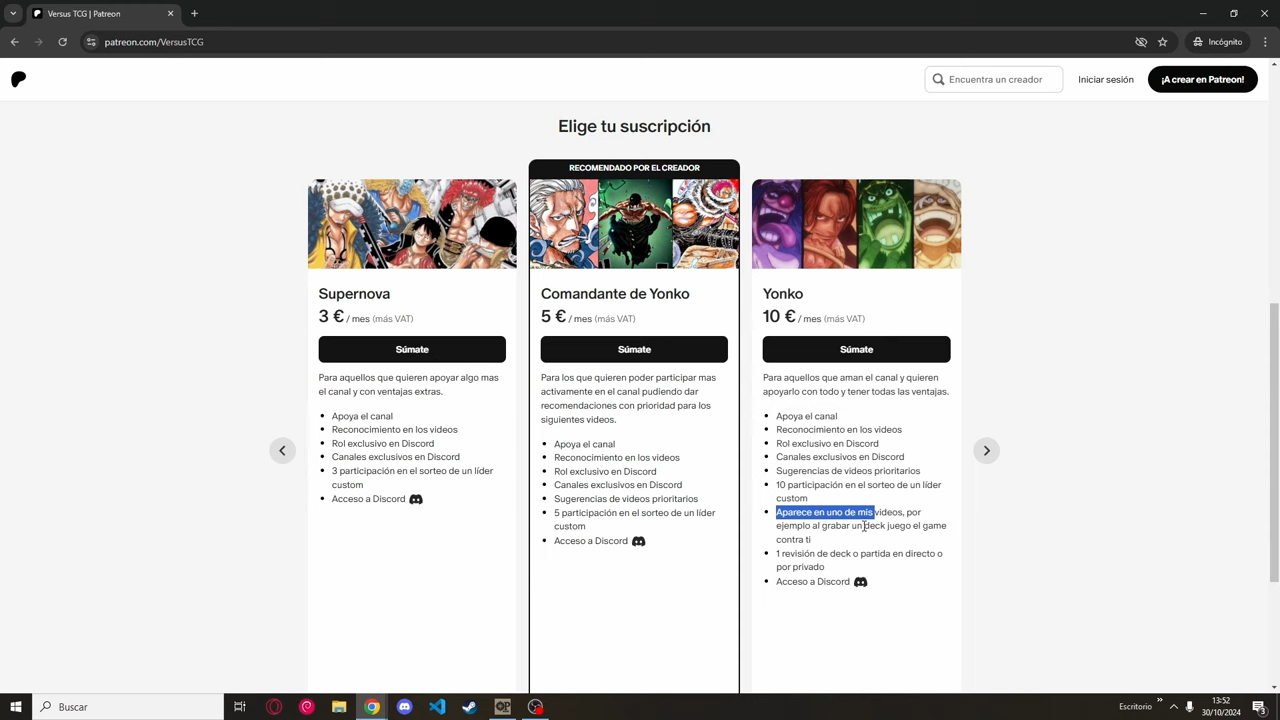 Versus TCG | Patreon
patreon.com/VersusTCG
Incógnito
Encuentra un creador
Iniciar sesión
¡A crear en Patreon!
Elige tu suscripción
RECOMENDADO POR EL CREADOR
Supernova
3 € / mes (más VAT)
Súmate
Para aquellos que quieren apoyar algo mas
el canal y con ventajas extras.
Apoya el canal
Reconocimiento en los videos
Rol exclusivo en Discord
Canales exclusivos en Discord
3 participación en el sorteo de un líder
custom
Acceso a Discord
Comandante de Yonko
5 € / mes (más VAT)
Súmate
Para los que quieren poder participar mas
activamente en el canal pudiendo dar
recomendaciones con prioridad para los
siguientes videos.
Apoya el canal
Reconocimiento en los videos
Rol exclusivo en Discord
Canales exclusivos en Discord
Sugerencias de videos prioritarios
5 participación en el sorteo de un líder
custom
Acceso a Discord
Yonko
10 € / mes (más VAT)
Súmate
Para aquellos que aman el canal y quieren
apoyarlo con todo y tener todas las ventajas.
Apoya el canal
Reconocimiento en los videos
Rol exclusivo en Discord
Canales exclusivos en Discord
Sugerencias de videos prioritarios
10 participación en el sorteo de un líder
custom
Aparece en uno de mis videos, por
ejemplo al grabar un deck juego el game
contra ti
1 revisión de deck o partida en directo o
por privado
Acceso a Discord
Buscar
OP
Escritorio
13:52
30/10/2024
3